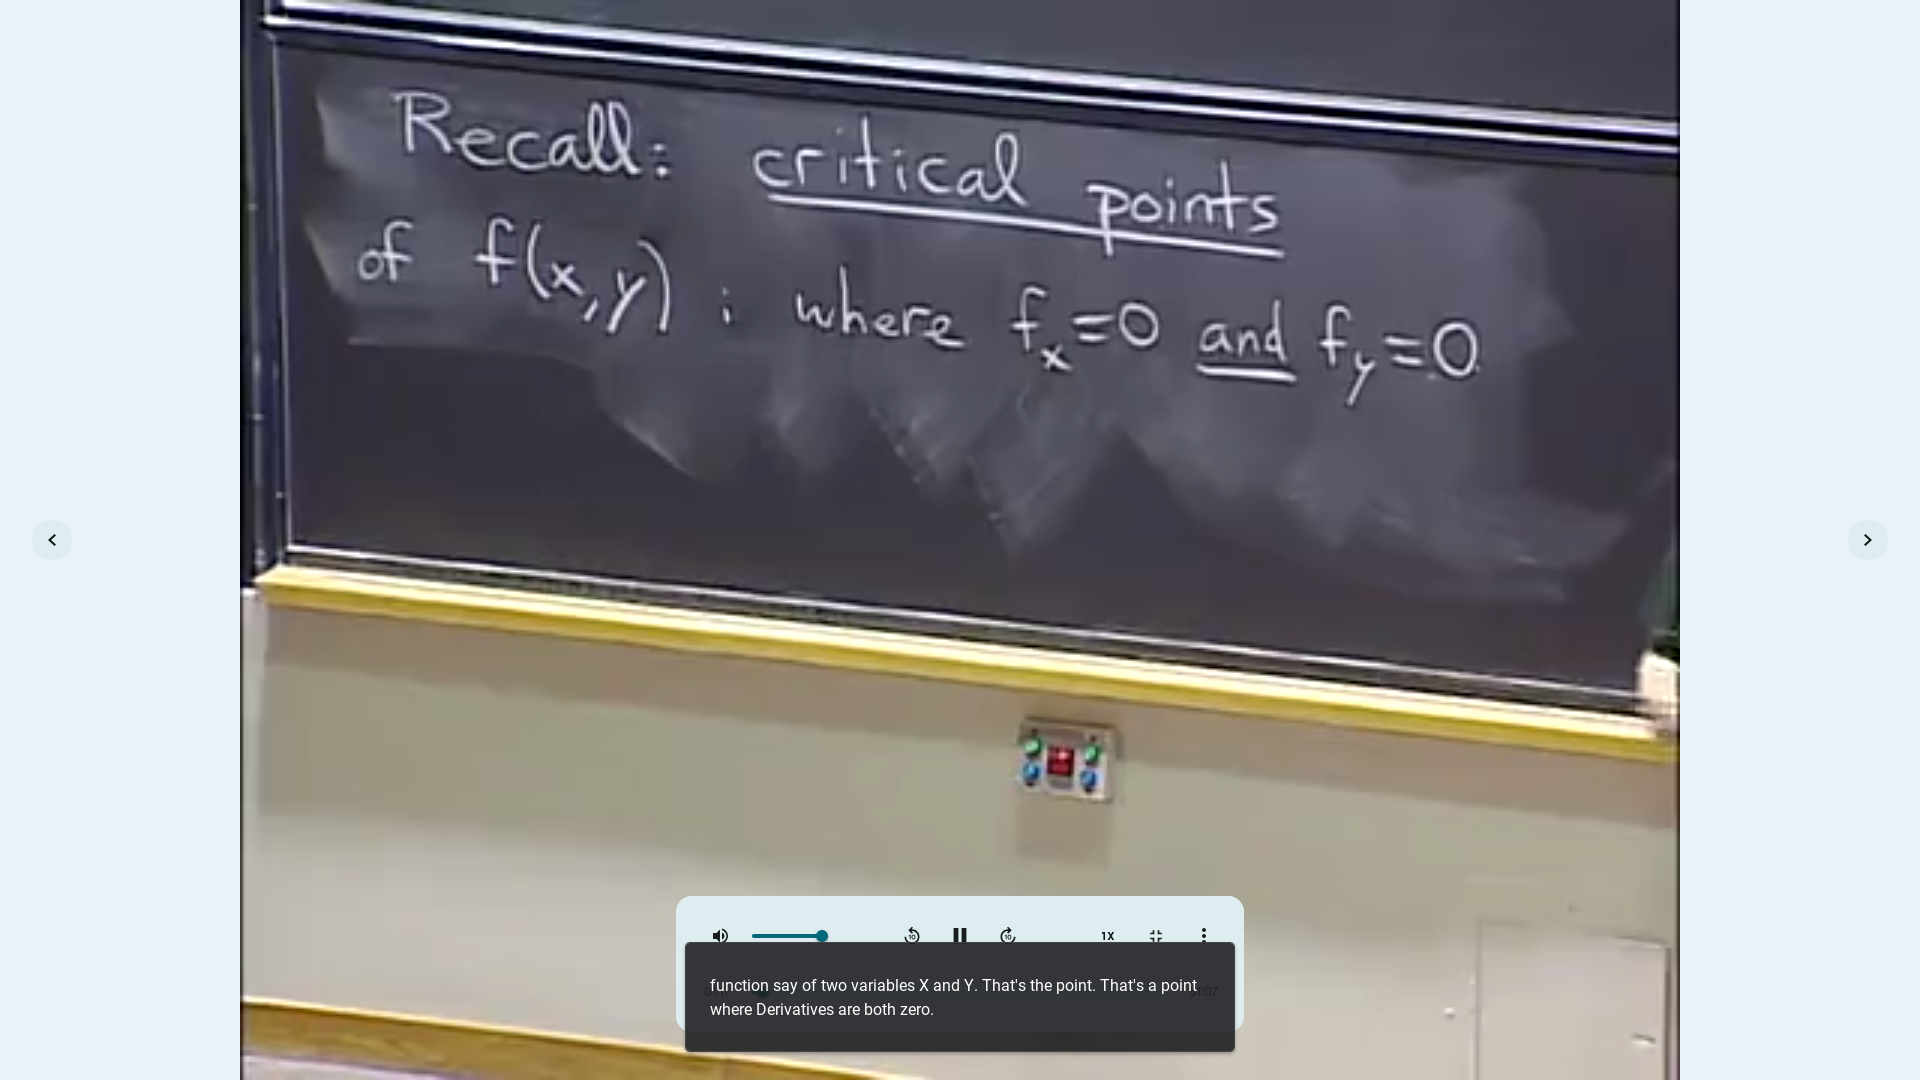 Recall: critical points
of f(x,y) ; where fₓ=0 and f_y=0
1X
function say of two variables X and Y. That's the point. That's a point
where Derivatives are both zero.